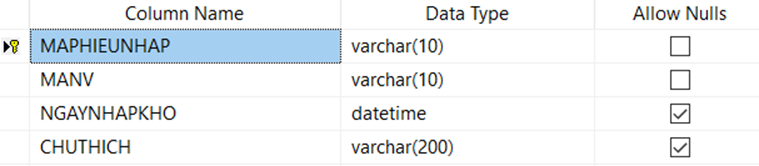 Column Name Data Type Allow Nulls
MAPHIEUNHAP varchar(10)
MANV varchar(10)
NGAYNHAPKHO datetime
CHUTHICH varchar(200)